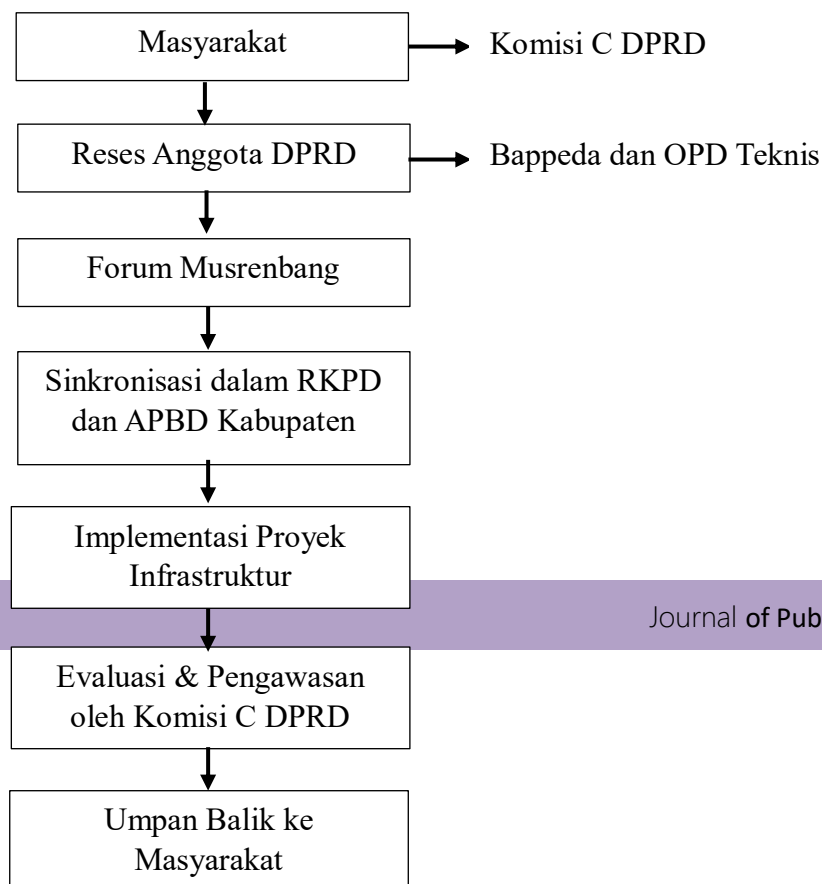 Masyarakat
Komisi C DPRD
Reses Anggota DPRD
Bappeda dan OPD Teknis
Forum Musrenbang
Sinkronisasi dalam RKPD
dan APBD Kabupaten
Implementasi Proyek
Infrastruktur
Journal of Pub
Evaluasi & Pengawasan
oleh Komisi C DPRD
Umpan Balik ke
Masyarakat